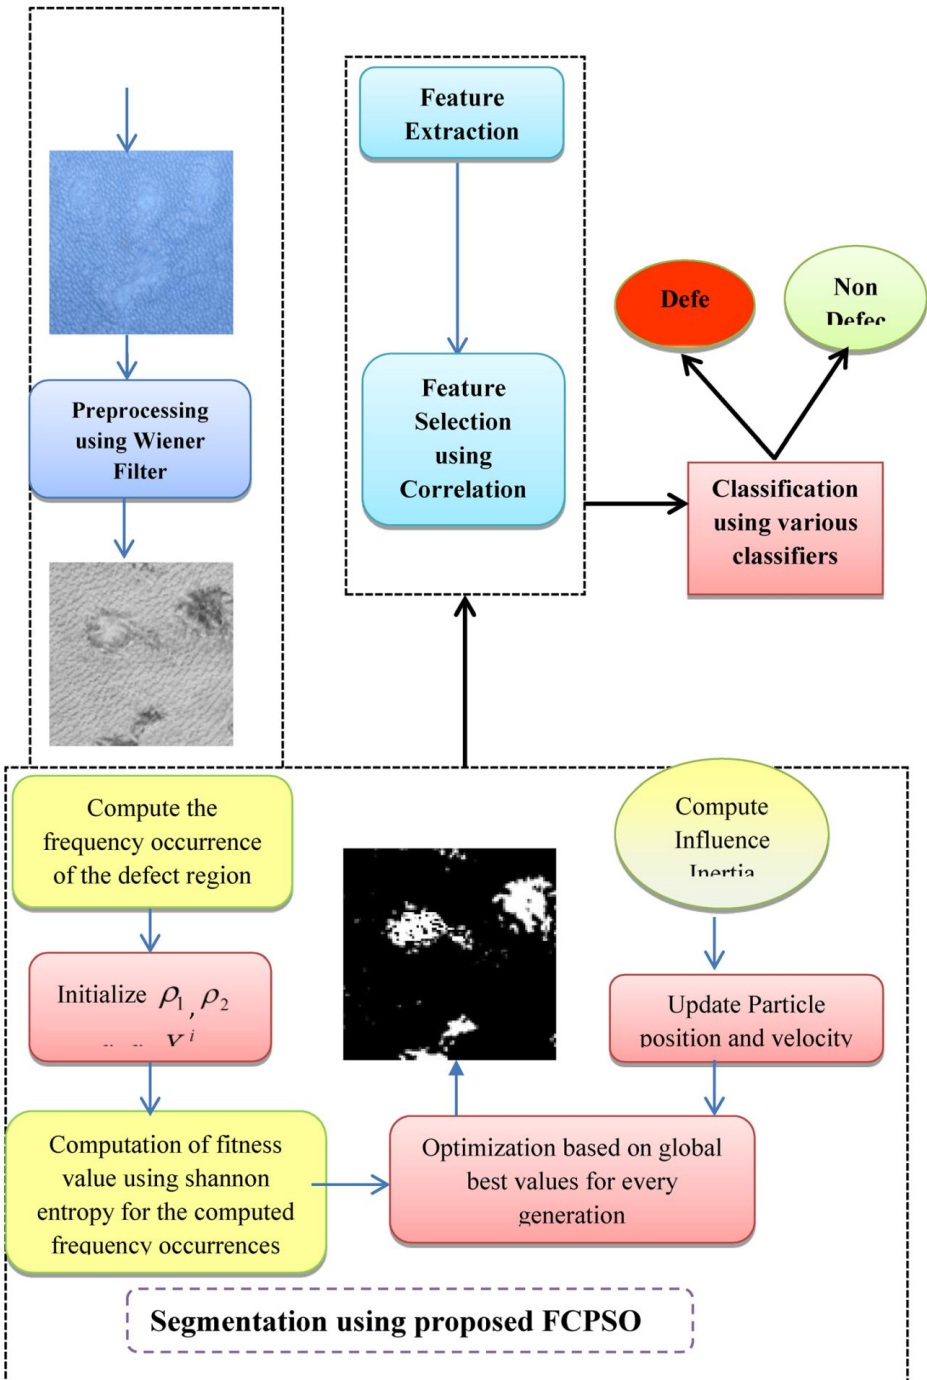 Feature
Extraction
Preprocessing
using Wiener
Filter
Feature
Selection
using
Correlation
Defe
Non
Defec
Classification
using various
classifiers
Compute the
frequency occurrence
of the defect region
Initialize ρ₁, ρ₂
Computation of fitness
value using shannon
entropy for the computed
frequency occurrences
Optimization based on global
best values for every
generation
Compute
Influence
Inertia
Update Particle
position and velocity
Segmentation using proposed FCPSO